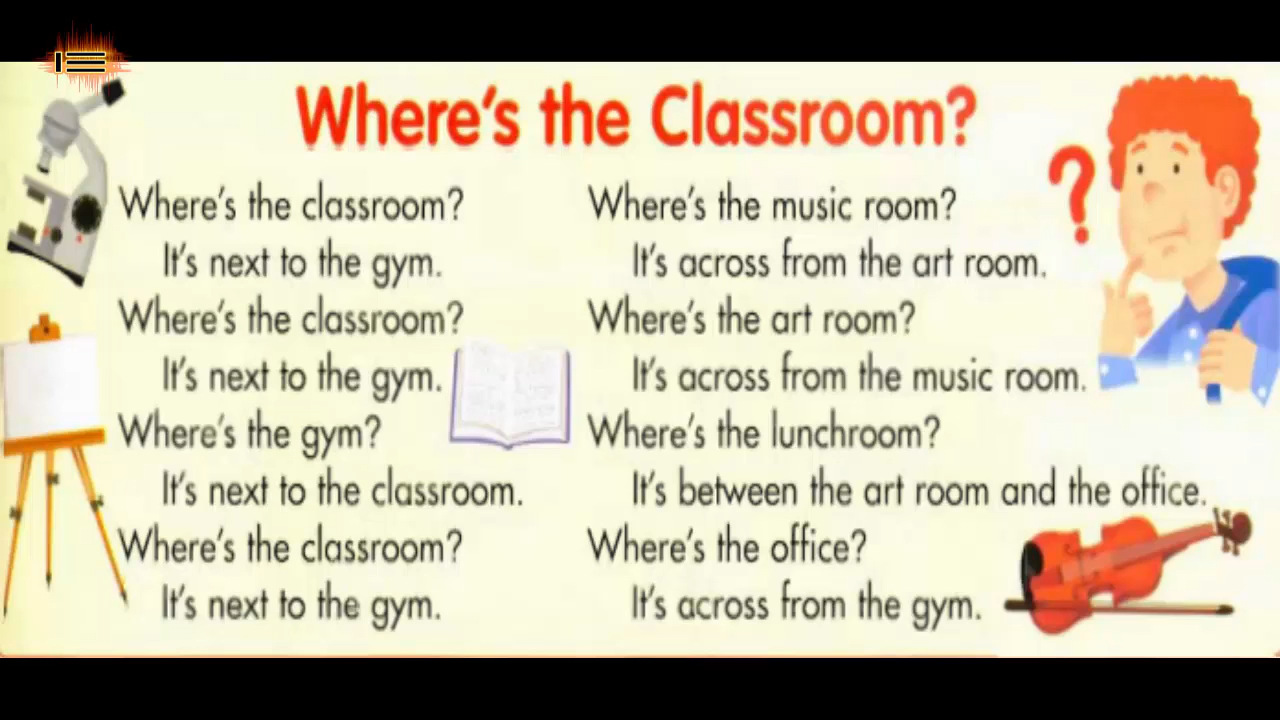 Where's the Classroom?
Where's the classroom?
It's next to the gym.
Where's the classroom?
It's next to the gym.
Where's the gym?
It's next to the classroom.
Where's the classroom?
It's next to the gym.
Where's the music room?
It's across from the art room.
Where's the art room?
It's across from the music room.
Where's the lunchroom?
It's between the art room and the office.
Where's the office?
It's across from the gym.
?